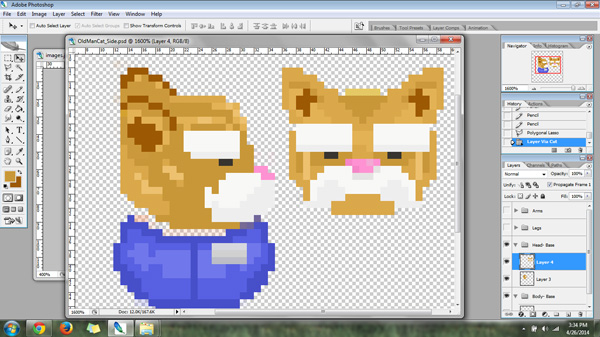 Adobe Photoshop
File Edit Image Layer Select Filter View Window Help
Auto Select Layer Auto Select Groups Show Transform Controls
Brushes Tool Presets Layer Comps Animation
images.
OldManCat_Side.psd @ 1600% (Layer 4, RGB/8)
400%
1600% Doc: 12.0K/167.6K
Navigator Info Histogram
1600%
History Actions
Pencil
Pencil
Polygonal Lasso
Layer Via Cut
Layers Channels Paths
Normal Opacity: 100%
Unify: Propagate Frame 1
Lock: Fill: 100%
Arms
Legs
Head- Base
Layer 4
Layer 3
Body- Base
3:34 PM
4/26/2014